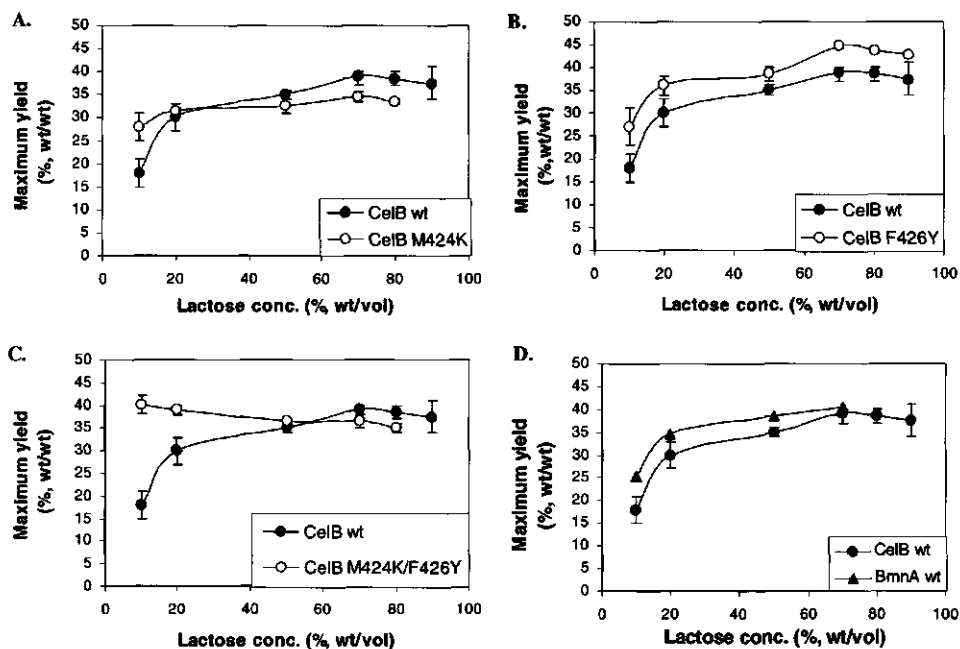 A.
50
45
40
35
30
25
20
15
10
5
0
Maximum yield
(%, wt/wt)
CelB wt
CelB M424K
0 20 40 60 80 100
Lactose conc. (%, wt/vol)
B.
50
45
40
35
30
25
20
15
10
5
0
Maximum yield
(%,wt/wt)
CelB wt
CelB F426Y
0 20 40 60 80 100
Lactose conc. (%, wt/vol)
C.
50
45
40
35
30
25
20
15
10
5
0
Maximum yield
(%, wt/wt)
CelB wt
CelB M424K/F426Y
0 20 40 60 80 100
Lactose conc. (%, wt/vol)
D.
50
45
40
35
30
25
20
15
10
5
0
Maximum yield
(%, wt/wt)
CelB wt
BmnA wt
0 20 40 60 80 100
Lactose conc. (%, wt/vol)